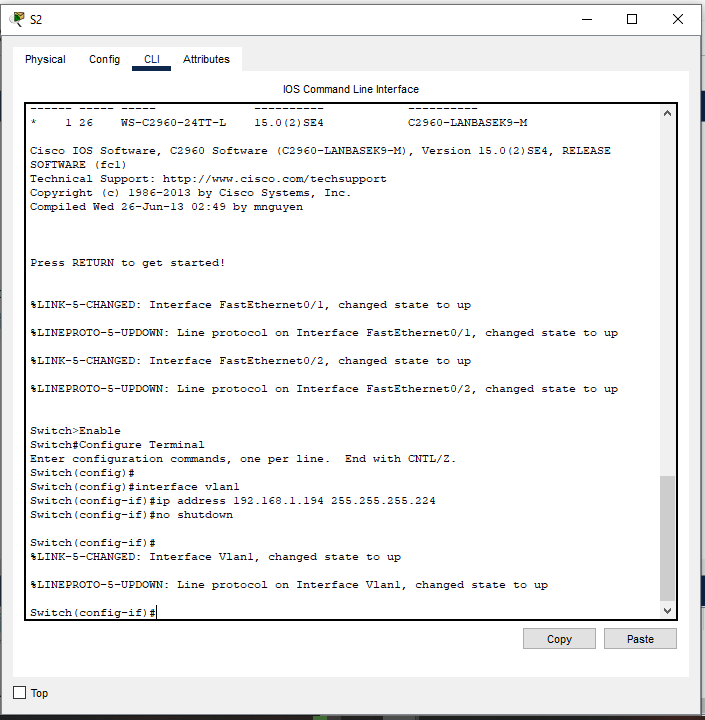 S2
Physical Config CLI Attributes
IOS Command Line Interface
------ ----- ----- ---------- ----------
* 1 26 WS-C2960-24TT-L 15.0(2)SE4 C2960-LANBASEK9-M
Cisco IOS Software, C2960 Software (C2960-LANBASEK9-M), Version 15.0(2)SE4, RELEASE
SOFTWARE (fc1)
Technical Support: http://www.cisco.com/techsupport
Copyright (c) 1986-2013 by Cisco Systems, Inc.
Compiled Wed 26-Jun-13 02:49 by mnguyen
Press RETURN to get started!
%LINK-5-CHANGED: Interface FastEthernet0/1, changed state to up
%LINEPROTO-5-UPDOWN: Line protocol on Interface FastEthernet0/1, changed state to up
%LINK-5-CHANGED: Interface FastEthernet0/2, changed state to up
%LINEPROTO-5-UPDOWN: Line protocol on Interface FastEthernet0/2, changed state to up
Switch>Enable
Switch#Configure Terminal
Enter configuration commands, one per line. End with CNTL/Z.
Switch(config)#
Switch(config)#interface vlan1
Switch(config-if)#ip address 192.168.1.194 255.255.255.224
Switch(config-if)#no shutdown
Switch(config-if)#
%LINK-5-CHANGED: Interface Vlan1, changed state to up
%LINEPROTO-5-UPDOWN: Line protocol on Interface Vlan1, changed state to up
Switch(config-if)#
Copy Paste
Top